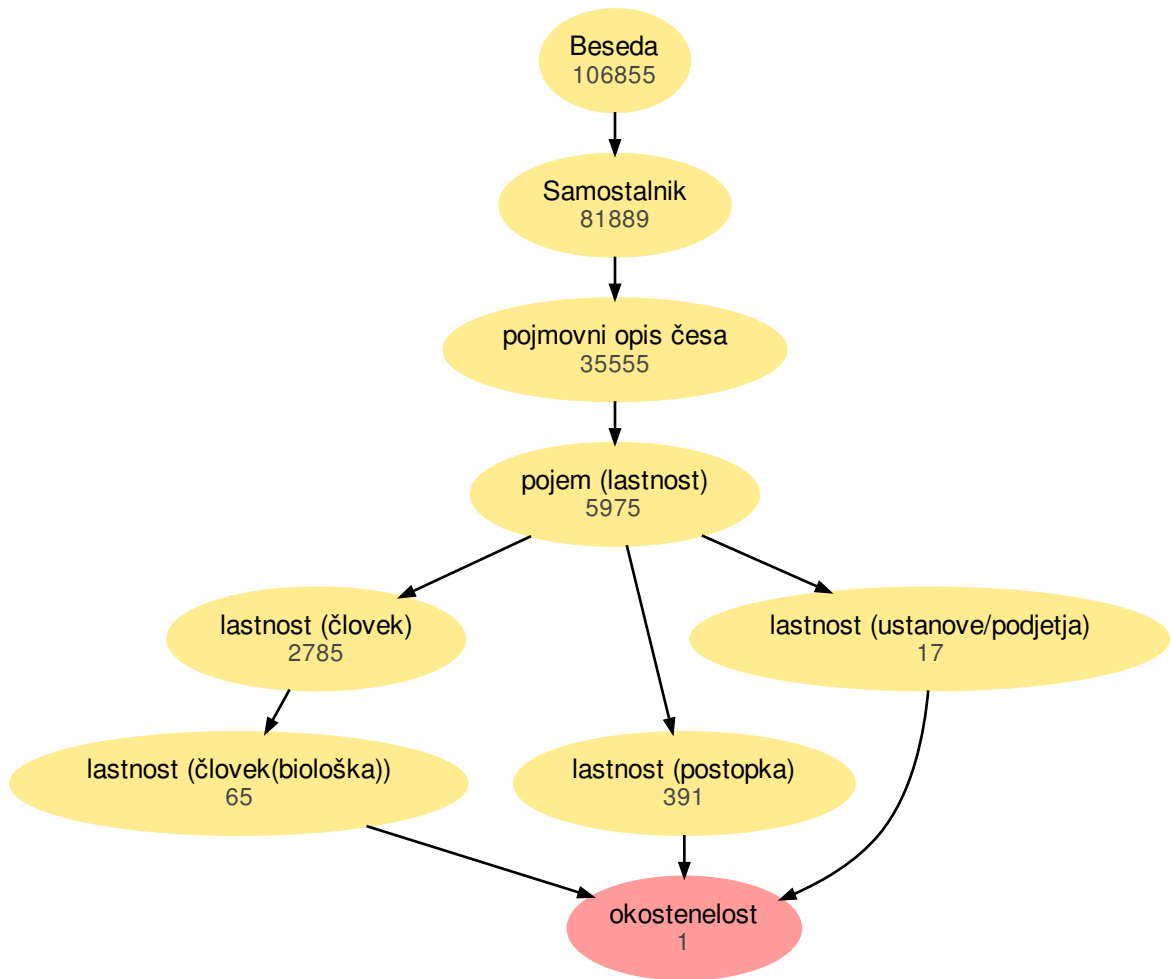 Beseda
106855
Samostalnik
81889
pojmovni opis česa
35555
pojem (lastnost)
5975
lastnost (človek)
2785
lastnost (ustanove/podjetja)
17
lastnost (človek(biološka))
65
lastnost (postopka)
391
okostenelost
1